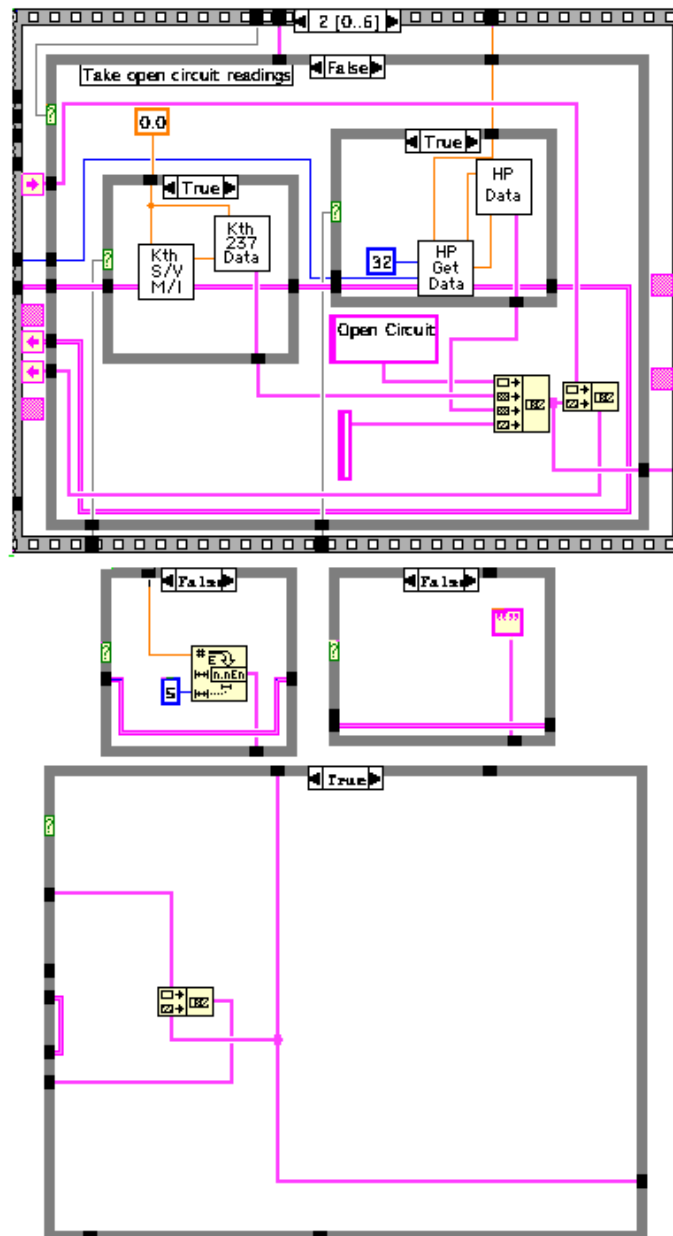 2 [0..6]
Take open circuit readings
False
0.0
True
True
HP
Data
Kth
237
Data
Kth
S/V
M/I
32
HP
Get
Data
Open Circuit
False
False
#
E
n.nEn
5
True